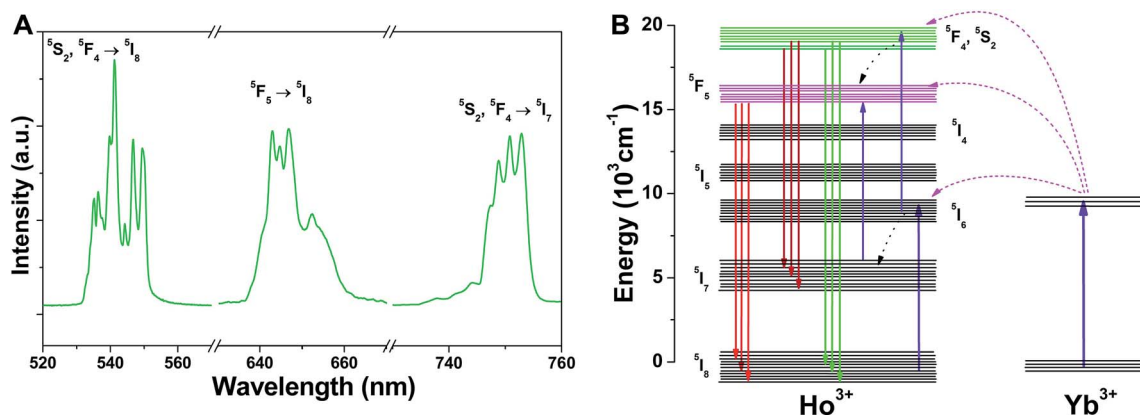 A
⁵S₂, ⁵F₄ → ⁵I₈
⁵F₅ → ⁵I₈
⁵S₂, ⁵F₄ → ⁵I₇
Intensity (a.u.)
520 540 560 640 660 740 760
Wavelength (nm)
B
20
15
10
5
0
Energy (10³cm⁻¹)
⁵F₄, ⁵S₂
⁵F₅
⁵I₄
⁵I₅
⁵I₆
⁵I₇
⁵I₈
Ho³⁺
Yb³⁺